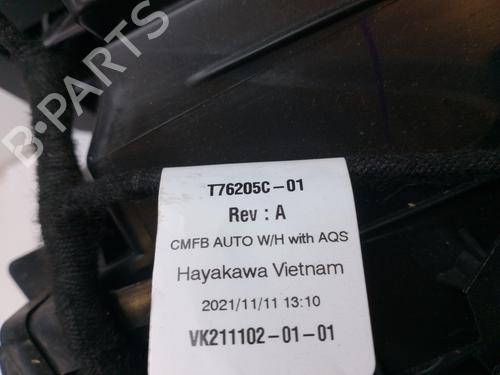 B-PARTS
T76205C-01
Rev : A
CMFB AUTO W/H with AQS
Hayakawa Vietnam
2021/11/11 13:10
VK211102-01-01